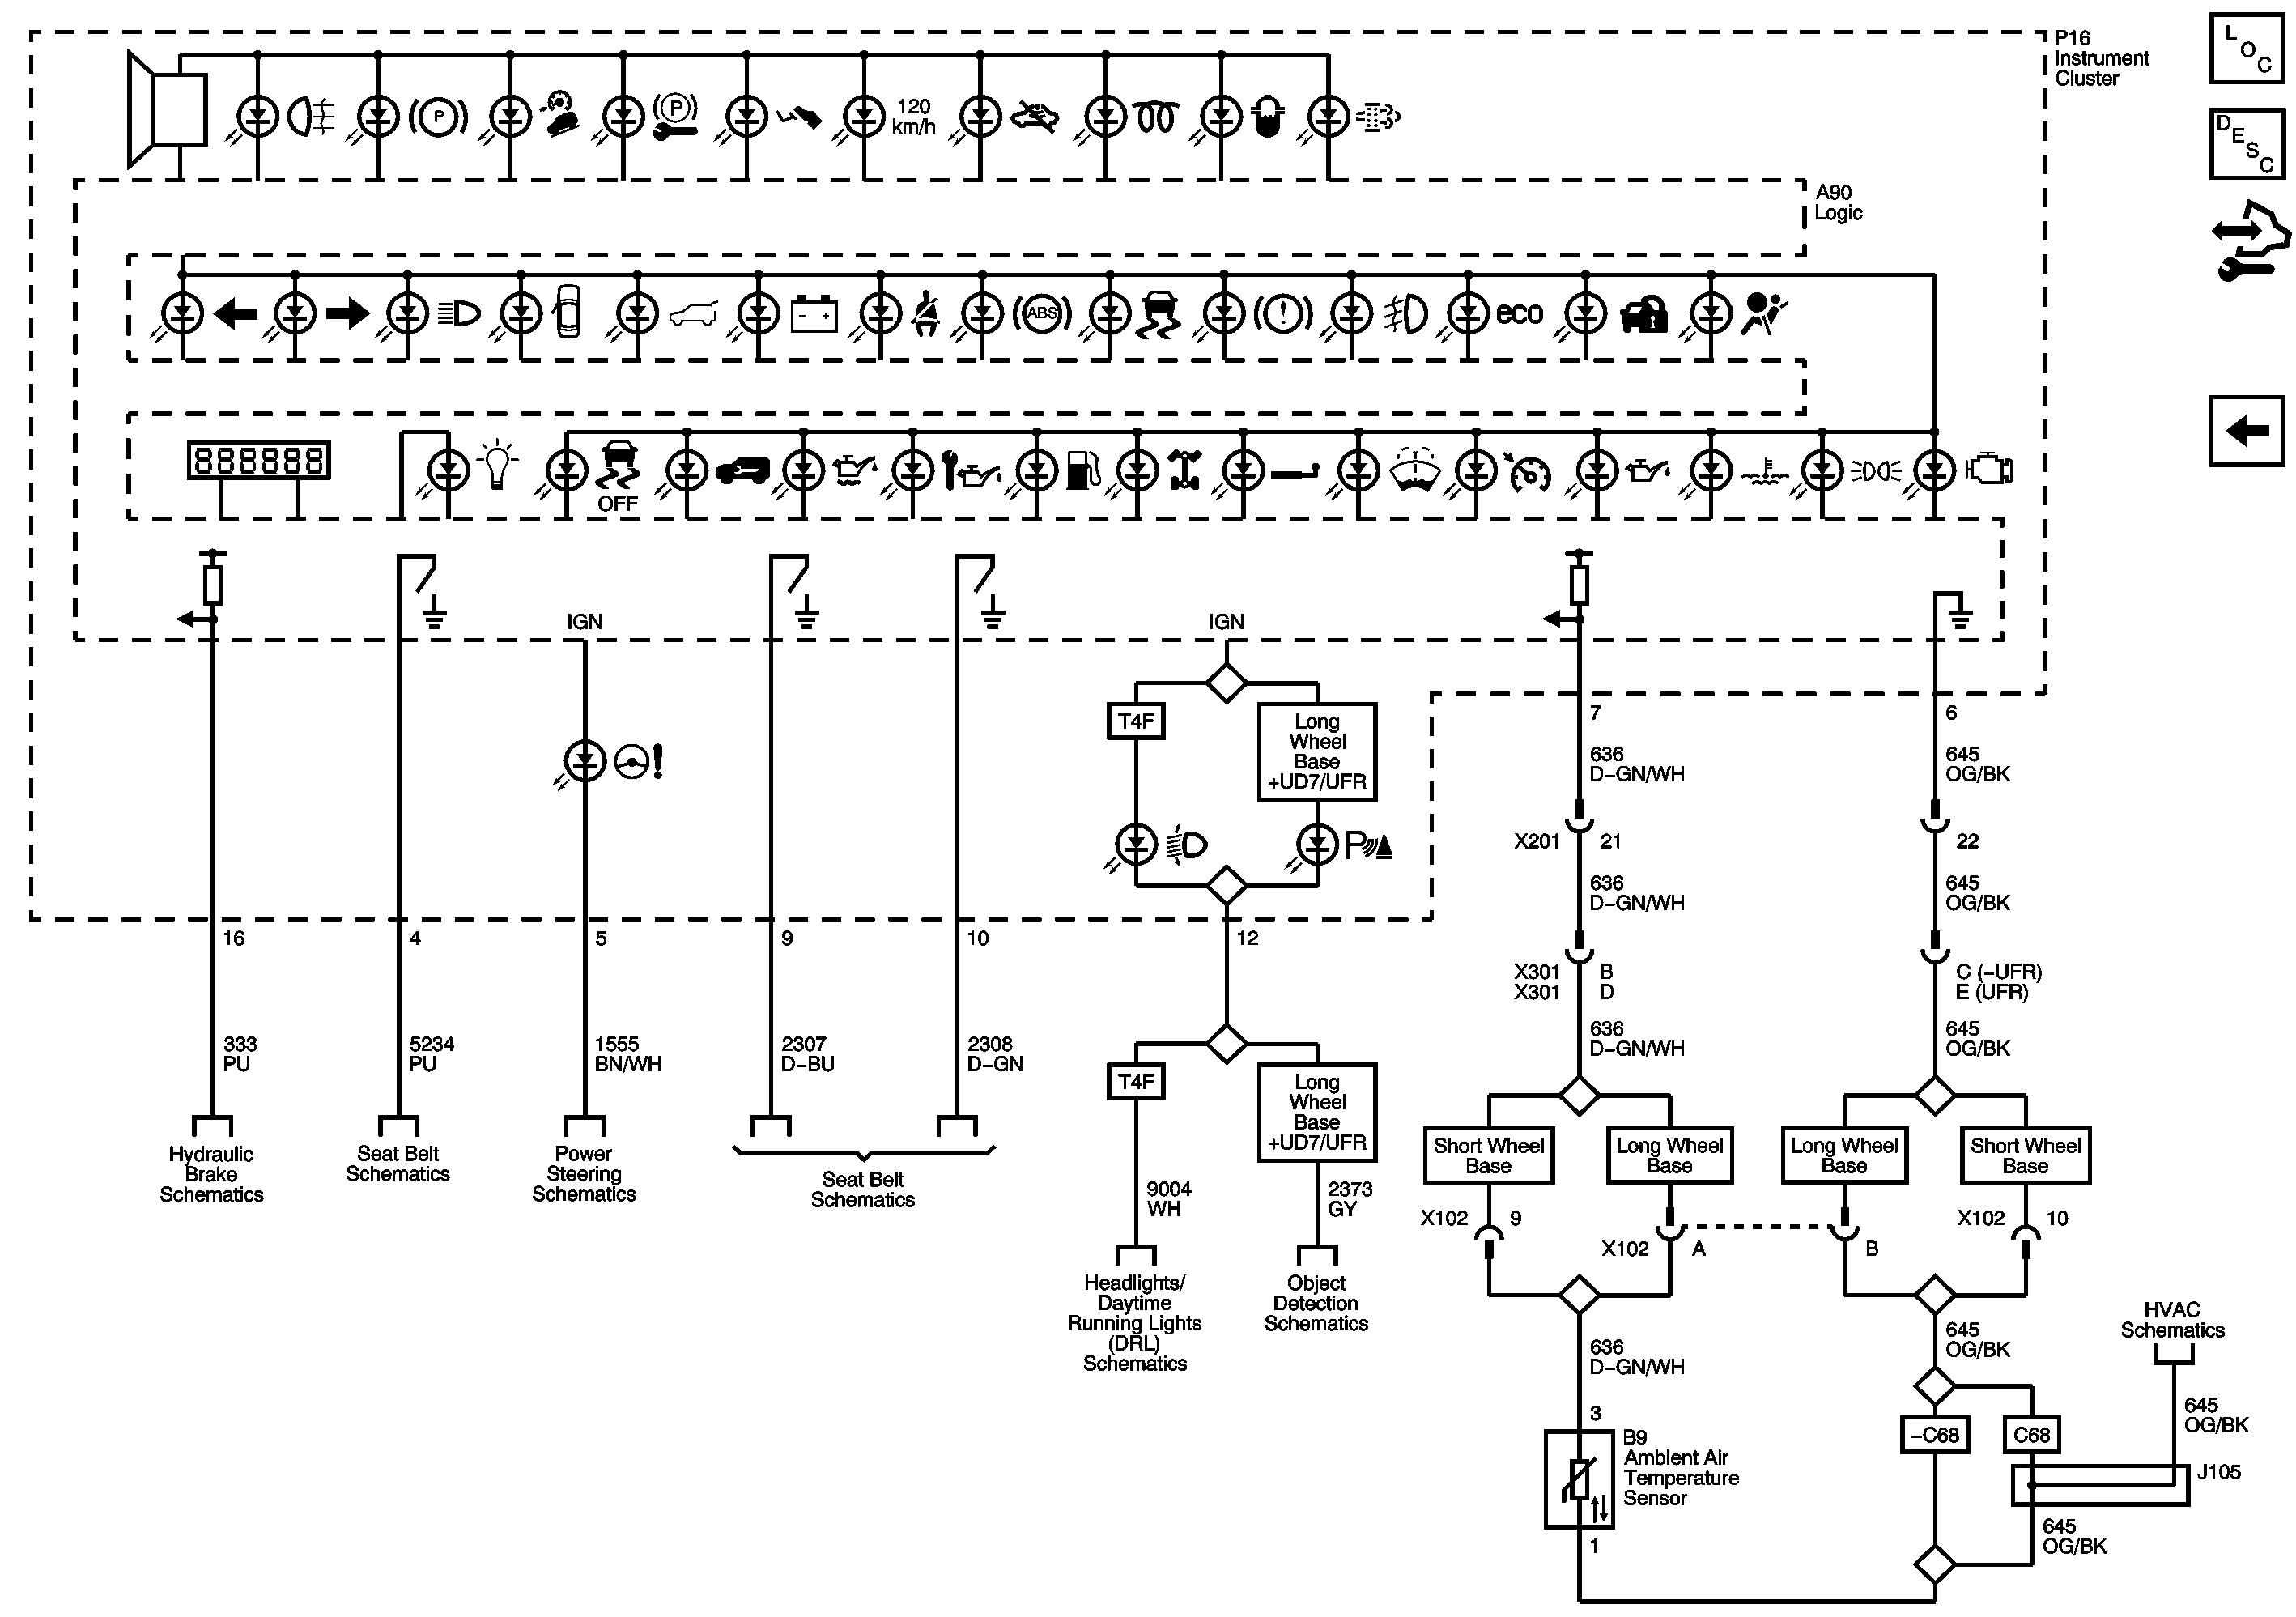 P16
Instrument
Cluster
L
O
C
D
E
S
C
P
P
120
km/h
A90
Logic
ABS
eco
888888
OFF
IGN
IGN
T4F
Long
Wheel
Base
+UD7/UFR
P
16
4
5
9
10
12
7
6
636
D-GN/WH
645
OG/BK
X201
21
22
636
D-GN/WH
645
OG/BK
X301
B
X301
D
C (-UFR)
E (UFR)
333
PU
5234
PU
1555
BN/WH
2307
D-BU
2308
D-GN
636
D-GN/WH
645
OG/BK
T4F
Long
Wheel
Base
+UD7/UFR
Hydraulic
Brake
Schematics
Seat Belt
Schematics
Power
Steering
Schematics
Seat Belt
Schematics
9004
WH
2373
GY
Short Wheel
Base
Long Wheel
Base
Long Wheel
Base
Short Wheel
Base
X102
9
X102
A
B
X102
10
Headlights/
Daytime
Running Lights
(DRL)
Schematics
Object
Detection
Schematics
636
D-GN/WH
645
OG/BK
HVAC
Schematics
645
OG/BK
3
B9
Ambient Air
Temperature
Sensor
1
-C68
C68
J105
645
OG/BK